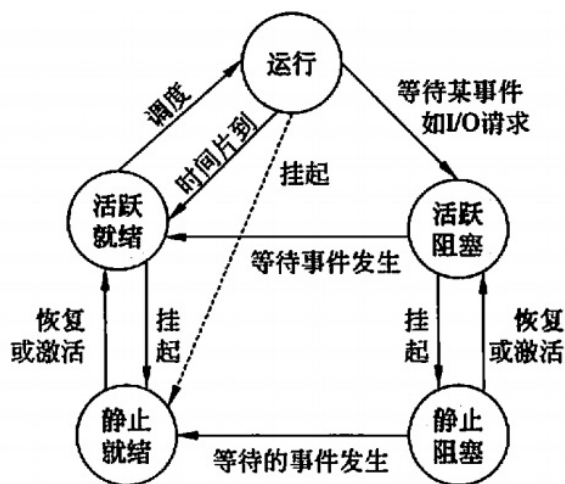 运行
调度
等待某事件
如I/O请求
时间片到
挂起
活跃
就绪
活跃
阻塞
等待事件发生
恢复
或激活
挂
起
挂
起
恢复
或激活
静止
就绪
静止
阻塞
等待的事件发生